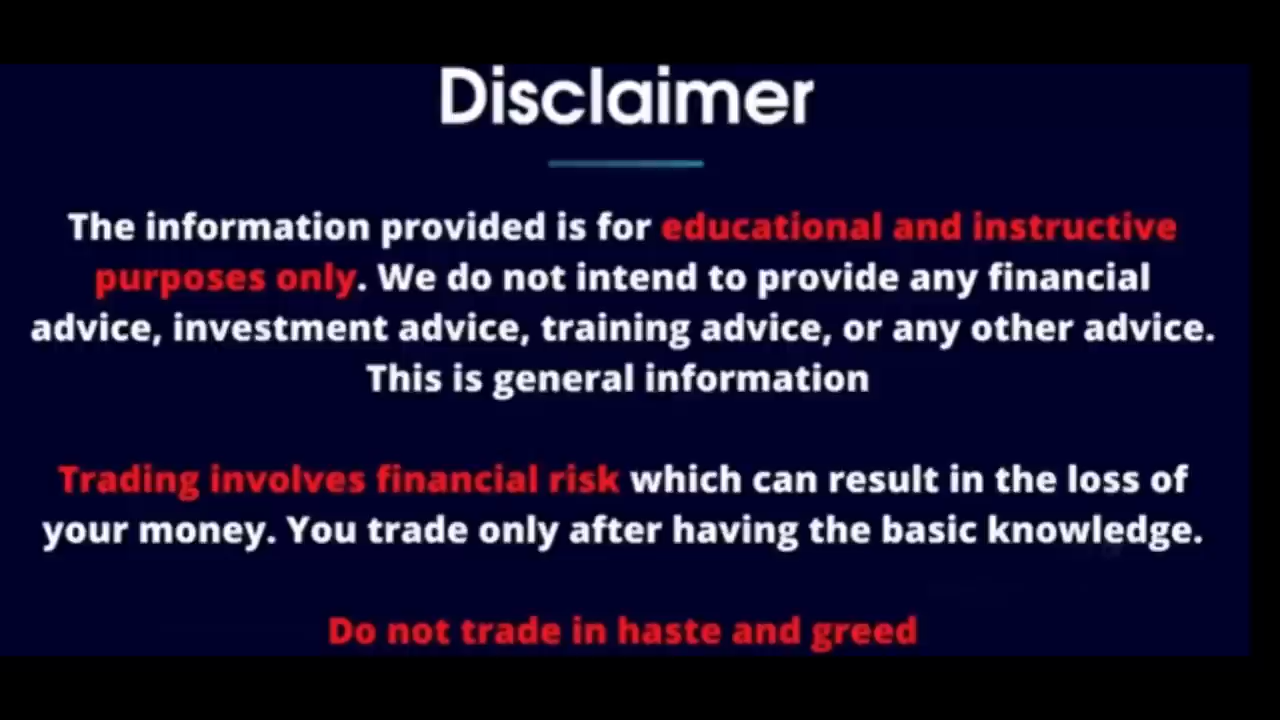 Disclaimer
The information provided is for educational and instructive
purposes only. We do not intend to provide any financial
advice, investment advice, training advice, or any other advice.
This is general information
Trading involves financial risk which can result in the loss of
your money. You trade only after having the basic knowledge.
Do not trade in haste and greed